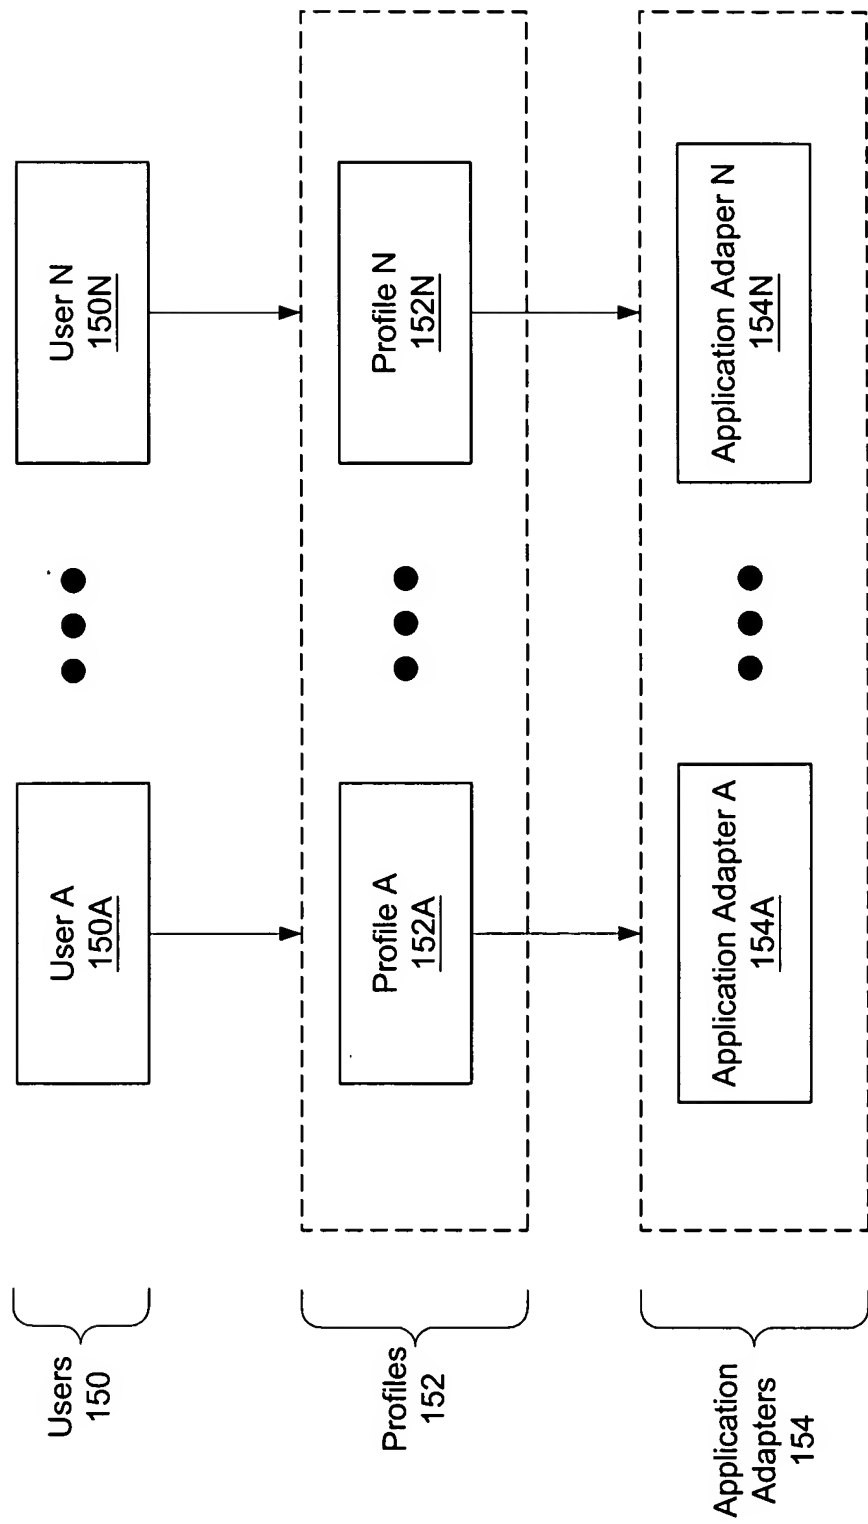 Users
150
User A
150A
User N
150N
Profiles
152
Profile A
152A
Profile N
152N
Application
Adapters
154
Application Adapter A
154A
Application Adaper N
154N